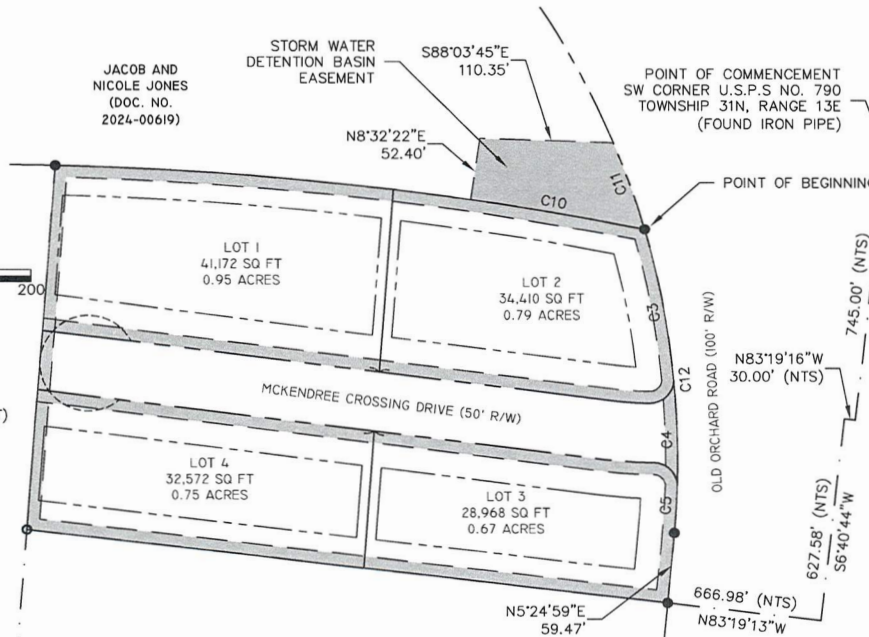 JACOB AND
NICOLE JONES
(DOC. NO.
2024-00619)
STORM WATER
DETENTION BASIN
EASEMENT
S88°03'45"E
110.35'
N8°32'22"E
52.40'
POINT OF COMMENCEMENT
SW CORNER U.S.P.S NO. 790
TOWNSHIP 31N, RANGE 13E
(FOUND IRON PIPE)
C11
C10
POINT OF BEGINNING
LOT 1
41,172 SQ FT
0.95 ACRES
LOT 2
34,410 SQ FT
0.79 ACRES
200
C3
C12
OLD ORCHARD ROAD (100' R/W)
745.00' (NTS)
N83°19'16"W
30.00' (NTS)
MCKENDREE CROSSING DRIVE (50' R/W)
C4
LOT 4
32,572 SQ FT
0.75 ACRES
LOT 3
28,968 SQ FT
0.67 ACRES
C5
627.58' (NTS)
S6°40'44"W
N5°24'59"E
59.47'
666.98' (NTS)
N83°19'13"W